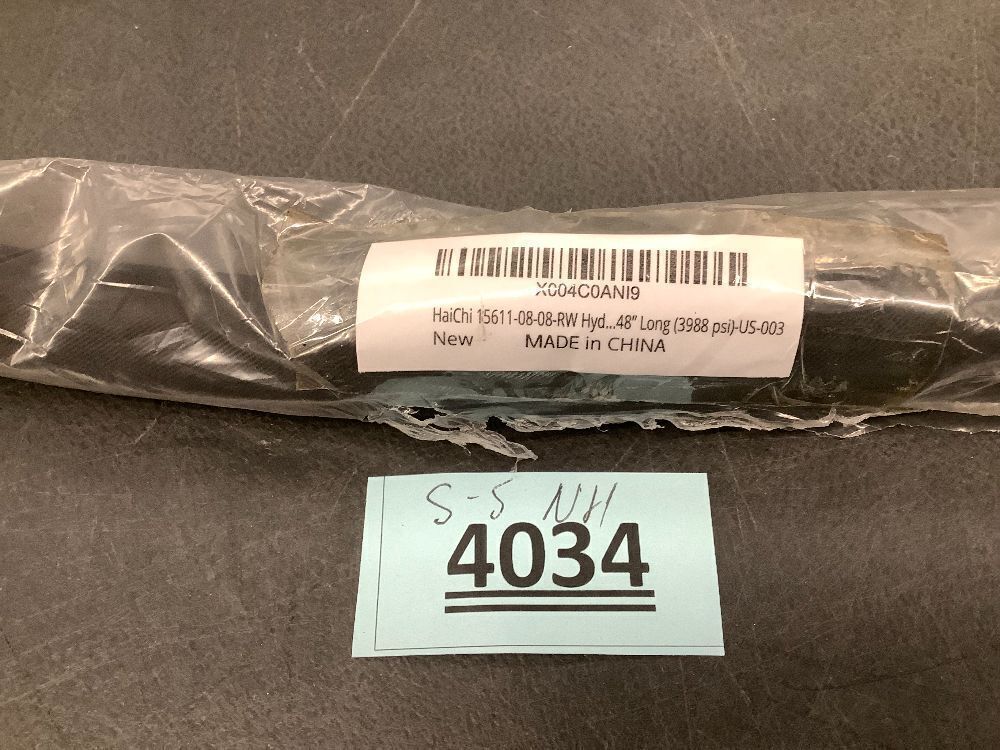 X004C0ANI9
HaiChi 15611-08-08-RW Hyd...48” Long (3988 psi)-US-003
New MADE in CHINA
S-5 NH
4034